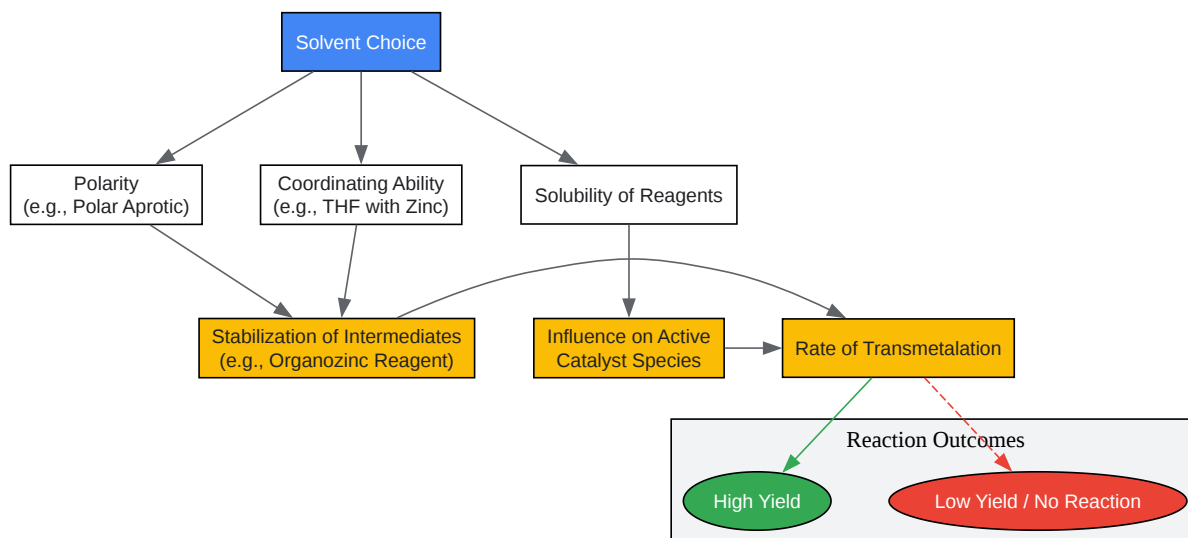 Solvent Choice
Polarity
(e.g., Polar Aprotic)
Coordinating Ability
(e.g., THF with Zinc)
Solubility of Reagents
Stabilization of Intermediates
(e.g., Organozinc Reagent)
Influence on Active
Catalyst Species
Rate of Transmetalation
Reaction Outcomes
High Yield
Low Yield / No Reaction